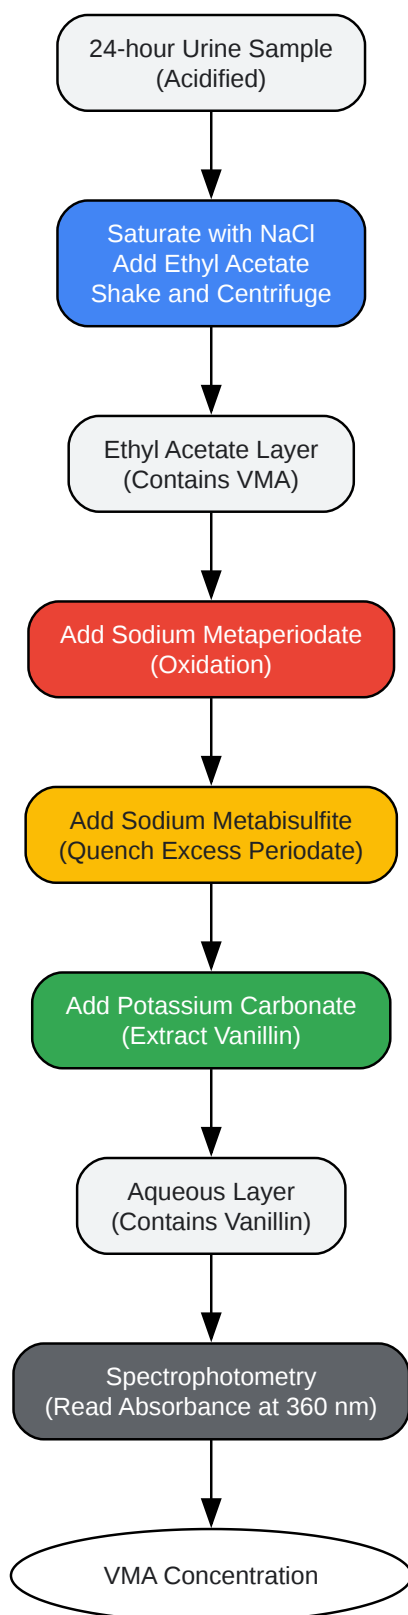 24-hour Urine Sample
(Acidified)
Saturate with NaCl
Add Ethyl Acetate
Shake and Centrifuge
Ethyl Acetate Layer
(Contains VMA)
Add Sodium Metaperiodate
(Oxidation)
Add Sodium Metabisulfite
(Quench Excess Periodate)
Add Potassium Carbonate
(Extract Vanillin)
Aqueous Layer
(Contains Vanillin)
Spectrophotometry
(Read Absorbance at 360 nm)
VMA Concentration